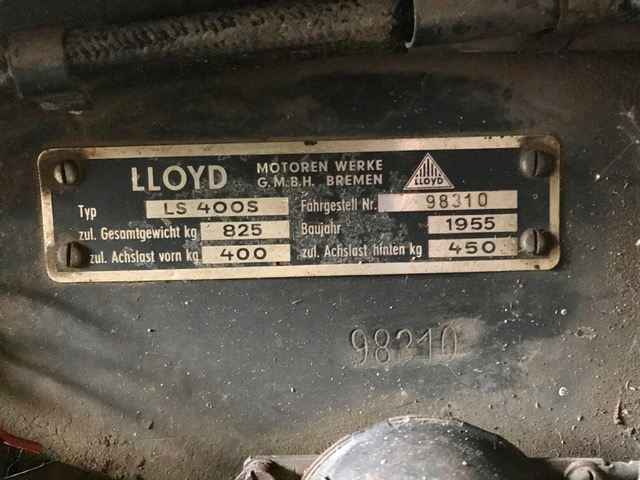 LLOYD MOTOREN WERKE
G.M.B.H. BREMEN
LLOYD
Typ LS 400S Fahrgestell Nr. 98310
zul. Gesamtgewicht kg 825 Baujahr 1955
zul. Achslast vorn kg 400 zul. Achslast hinten kg 450
98310